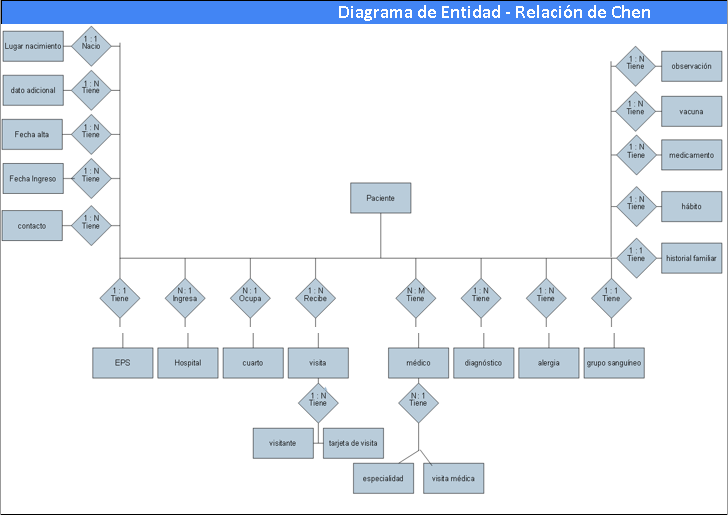 Diagrama de Entidad - Relación de Chen
Lugar nacimiento
1 : 1
Nacio
dato adicional
1 : N
Tiene
Fecha alta
1 : N
Tiene
Fecha Ingreso
1 : N
Tiene
contacto
1 : N
Tiene
Paciente
1 : N
Tiene
observación
1 : N
Tiene
vacuna
1 : N
Tiene
medicamento
1 : N
Tiene
hábito
1 : 1
Tiene
historial familiar
1 : 1
Tiene
N : 1
Ingresa
N : 1
Ocupa
1 : N
Recibe
N : M
Tiene
1 : N
Tiene
1 : N
Tiene
1 : 1
Tiene
EPS
Hospital
cuarto
visita
médico
diagnóstico
alergia
grupo sanguíneo
1 : N
Tiene
N : 1
Tiene
visitante
tarjeta de visita
especialidad
visita médica